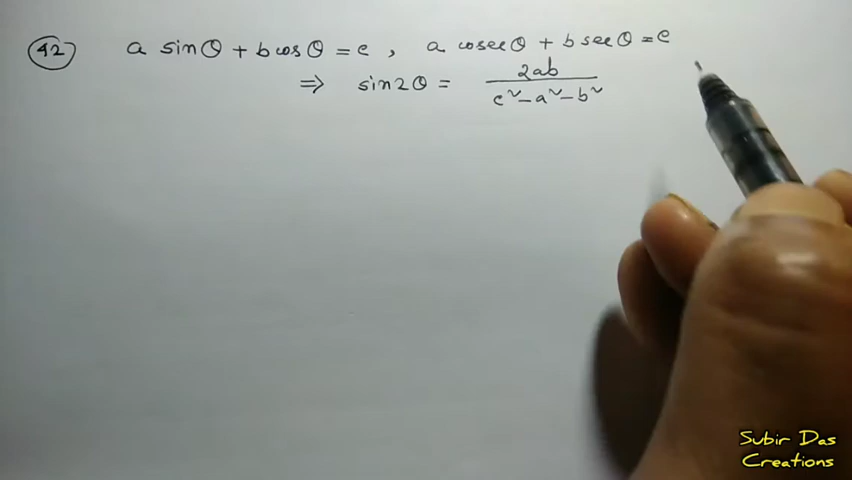 42 a sinθ + b cosθ = c , a cosecθ + b secθ = c
⇒ sin2θ = 2ab / c² - a² - b²
Subir Das
Creations